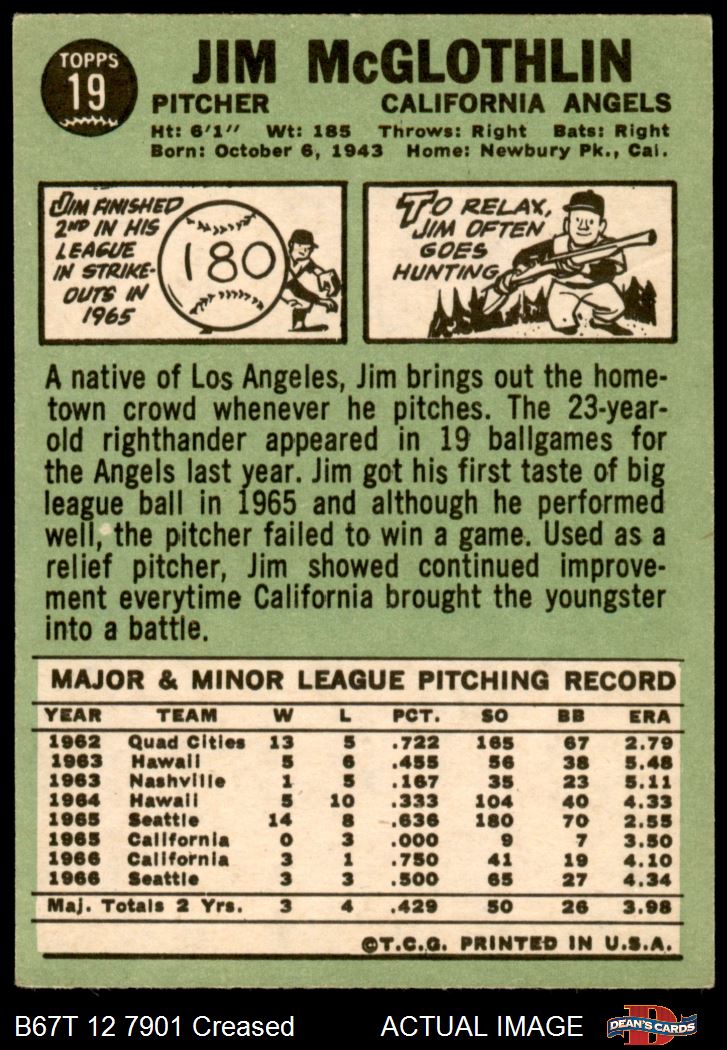 TOPPS
19
JIM McGLOTHLIN
PITCHER CALIFORNIA ANGELS
Ht: 6'1" Wt: 185 Throws: Right Bats: Right
Born: October 6, 1943 Home: Newbury Pk., Cal.
JIM FINISHED
2ND IN HIS
LEAGUE
IN STRIKE-
OUTS IN
1965
180
TO RELAX,
JIM OFTEN
GOES
HUNTING
A native of Los Angeles, Jim brings out the home-
town crowd whenever he pitches. The 23-year-
old righthander appeared in 19 ballgames for
the Angels last year. Jim got his first taste of big
league ball in 1965 and although he performed
well, the pitcher failed to win a game. Used as a
relief pitcher, Jim showed continued improve-
ment everytime California brought the youngster
into a battle.
MAJOR & MINOR LEAGUE PITCHING RECORD
YEAR TEAM W L PCT. SO BB ERA
1962 Quad Cities 13 5 .722 165 67 2.79
1963 Hawaii 5 6 .455 56 38 5.48
1963 Nashville 1 5 .167 35 23 5.11
1964 Hawaii 5 10 .333 104 40 4.33
1965 Seattle 14 8 .636 180 70 2.55
1965 California 0 3 .000 9 7 3.50
1966 California 3 1 .750 41 19 4.10
1966 Seattle 3 3 .500 65 27 4.34
Maj. Totals 2 Yrs. 3 4 .429 50 26 3.98
©T.C.G. PRINTED IN U.S.A.
B67T 12 7901 Creased ACTUAL IMAGE
D
DEAN'S CARDS